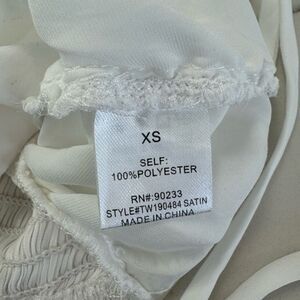 XS
SELF:
100%POLYESTER
RN#:90233
STYLE#TW190484 SATIN
MADE IN CHINA